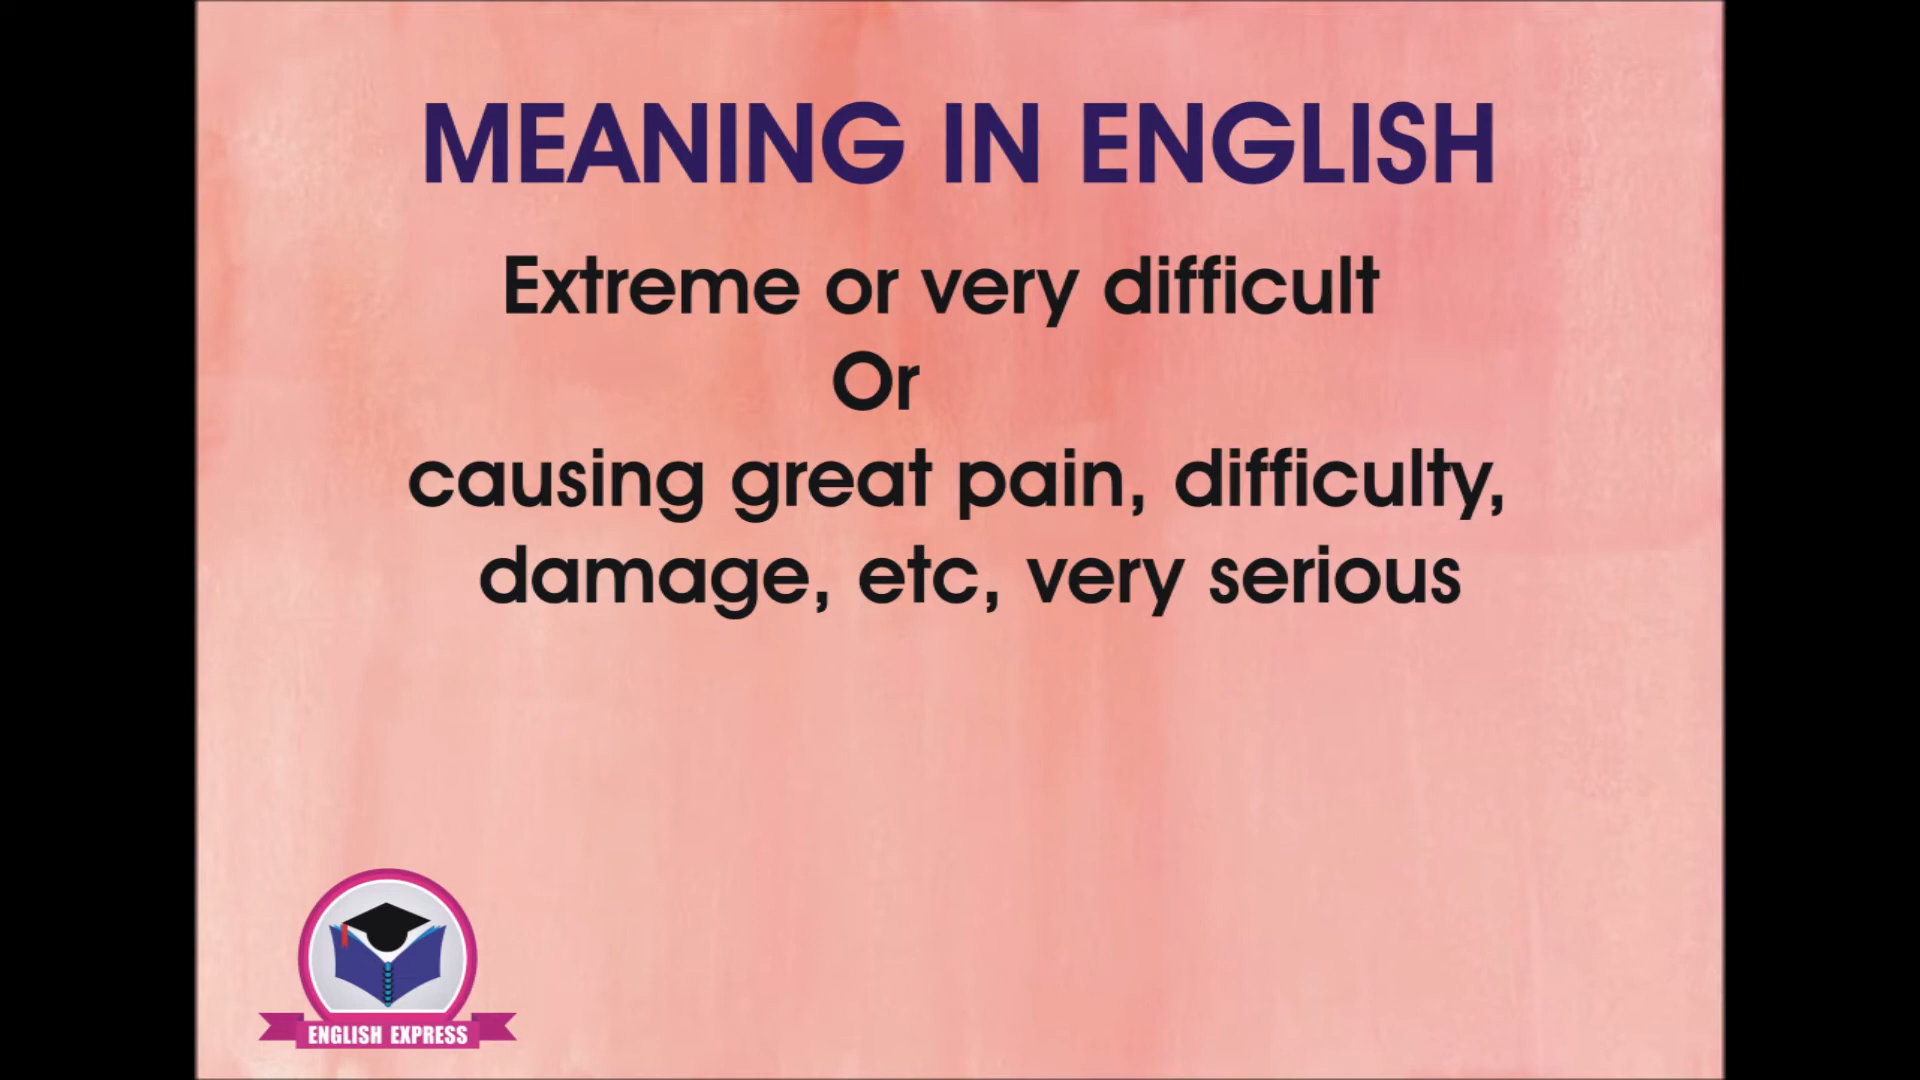 MEANING IN ENGLISH
Extreme or very difficult
Or
causing great pain, difficulty,
damage, etc, very serious
ENGLISH EXPRESS